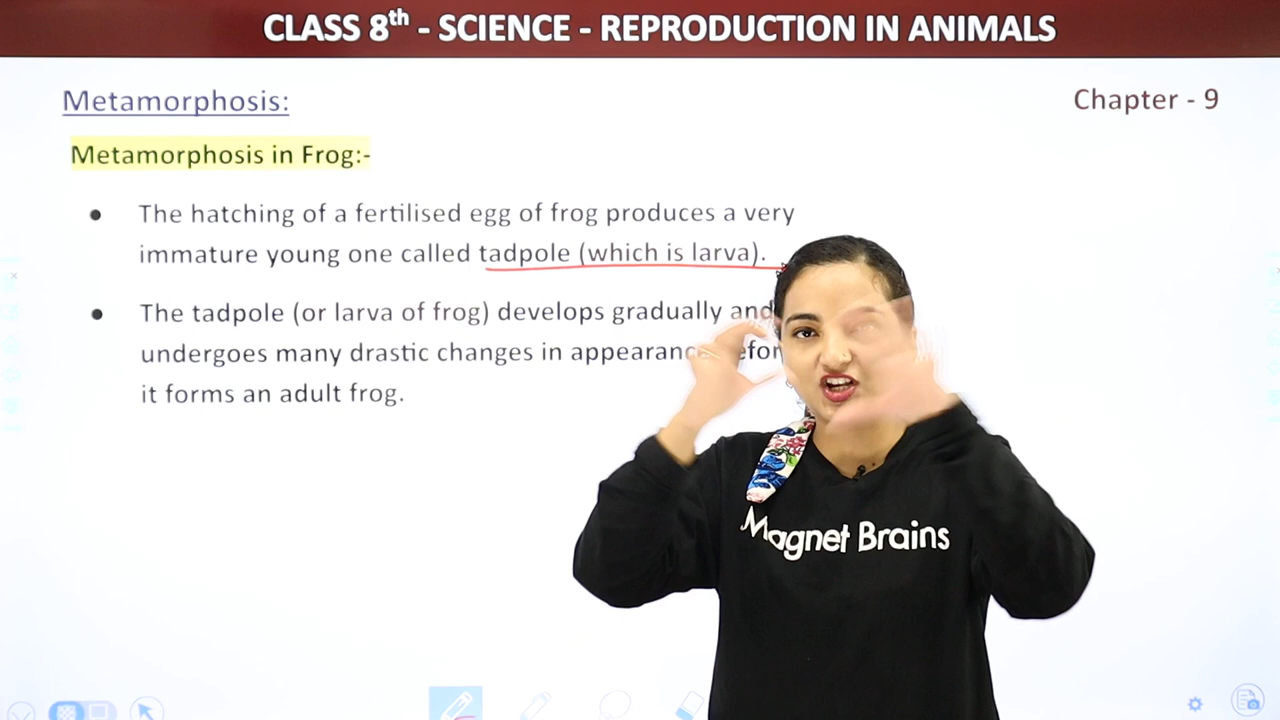 CLASS 8th - SCIENCE - REPRODUCTION IN ANIMALS
Metamorphosis:
Chapter - 9
Metamorphosis in Frog:-
● The hatching of a fertilised egg of frog produces a very
immature young one called tadpole (which is larva).
● The tadpole (or larva of frog) develops gradually and
undergoes many drastic changes in appearance
it forms an adult frog.
Magnet Brains